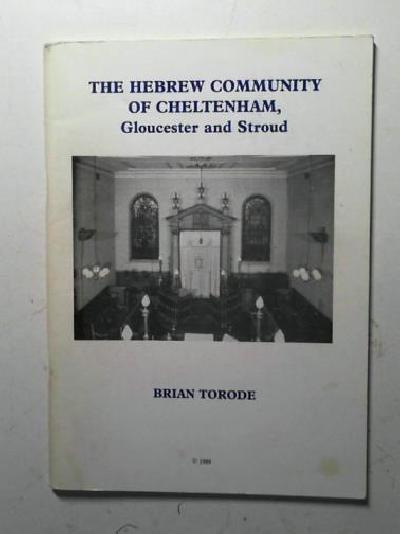 THE HEBREW COMMUNITY
OF CHELTENHAM,
Gloucester and Stroud
BRIAN TORODE
©